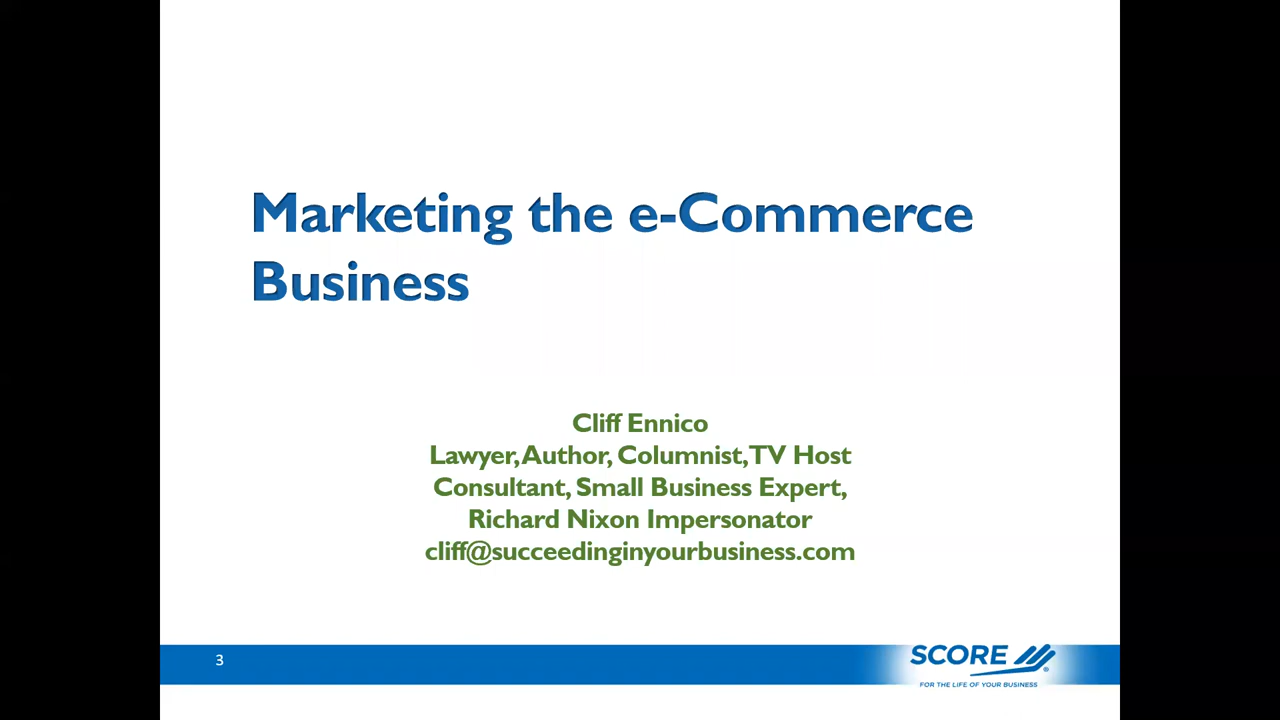 Marketing the e-Commerce
Business
Cliff Ennico
Lawyer, Author, Columnist, TV Host
Consultant, Small Business Expert,
Richard Nixon Impersonator
cliff@succeedinginyourbusiness.com
3
SCORE
FOR THE LIFE OF YOUR BUSINESS